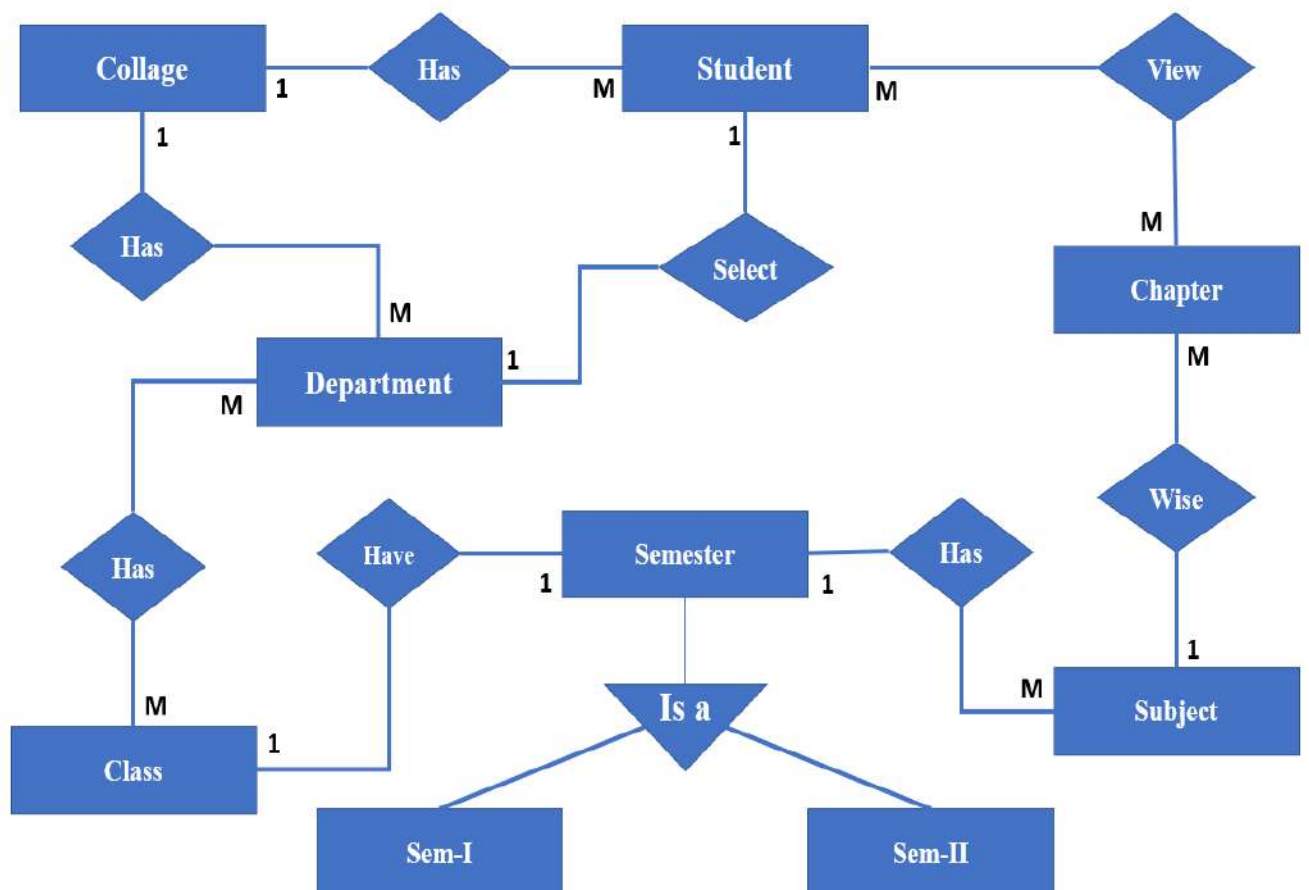 Collage
1
Has
M
Student
M
View
1
1
Has
M
Select
M
Chapter
M
Department
1
M
Wise
Has
Have
1
Semester
1
Has
1
M
Subject
M
1
Class
Is a
Sem-I
Sem-II